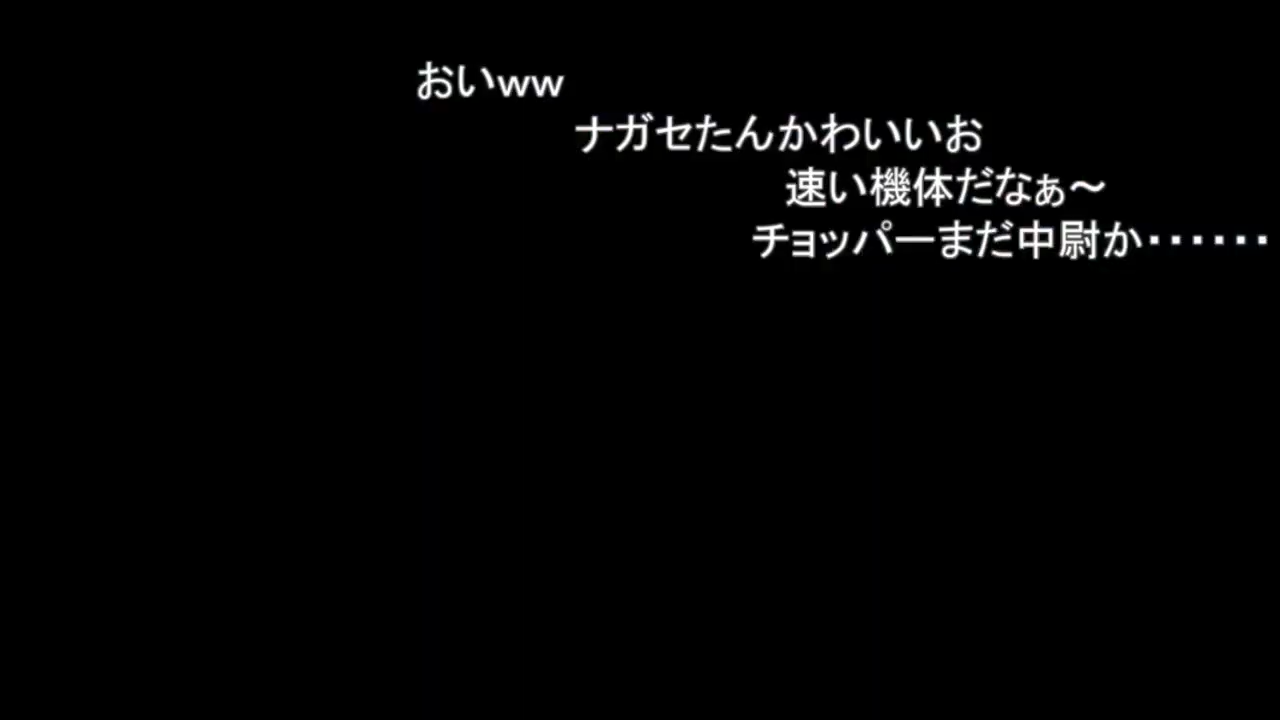 おいww
ナガセたんかわいいお
速い機体だなぁ～
チョッパーまだ中尉か・・・・・・